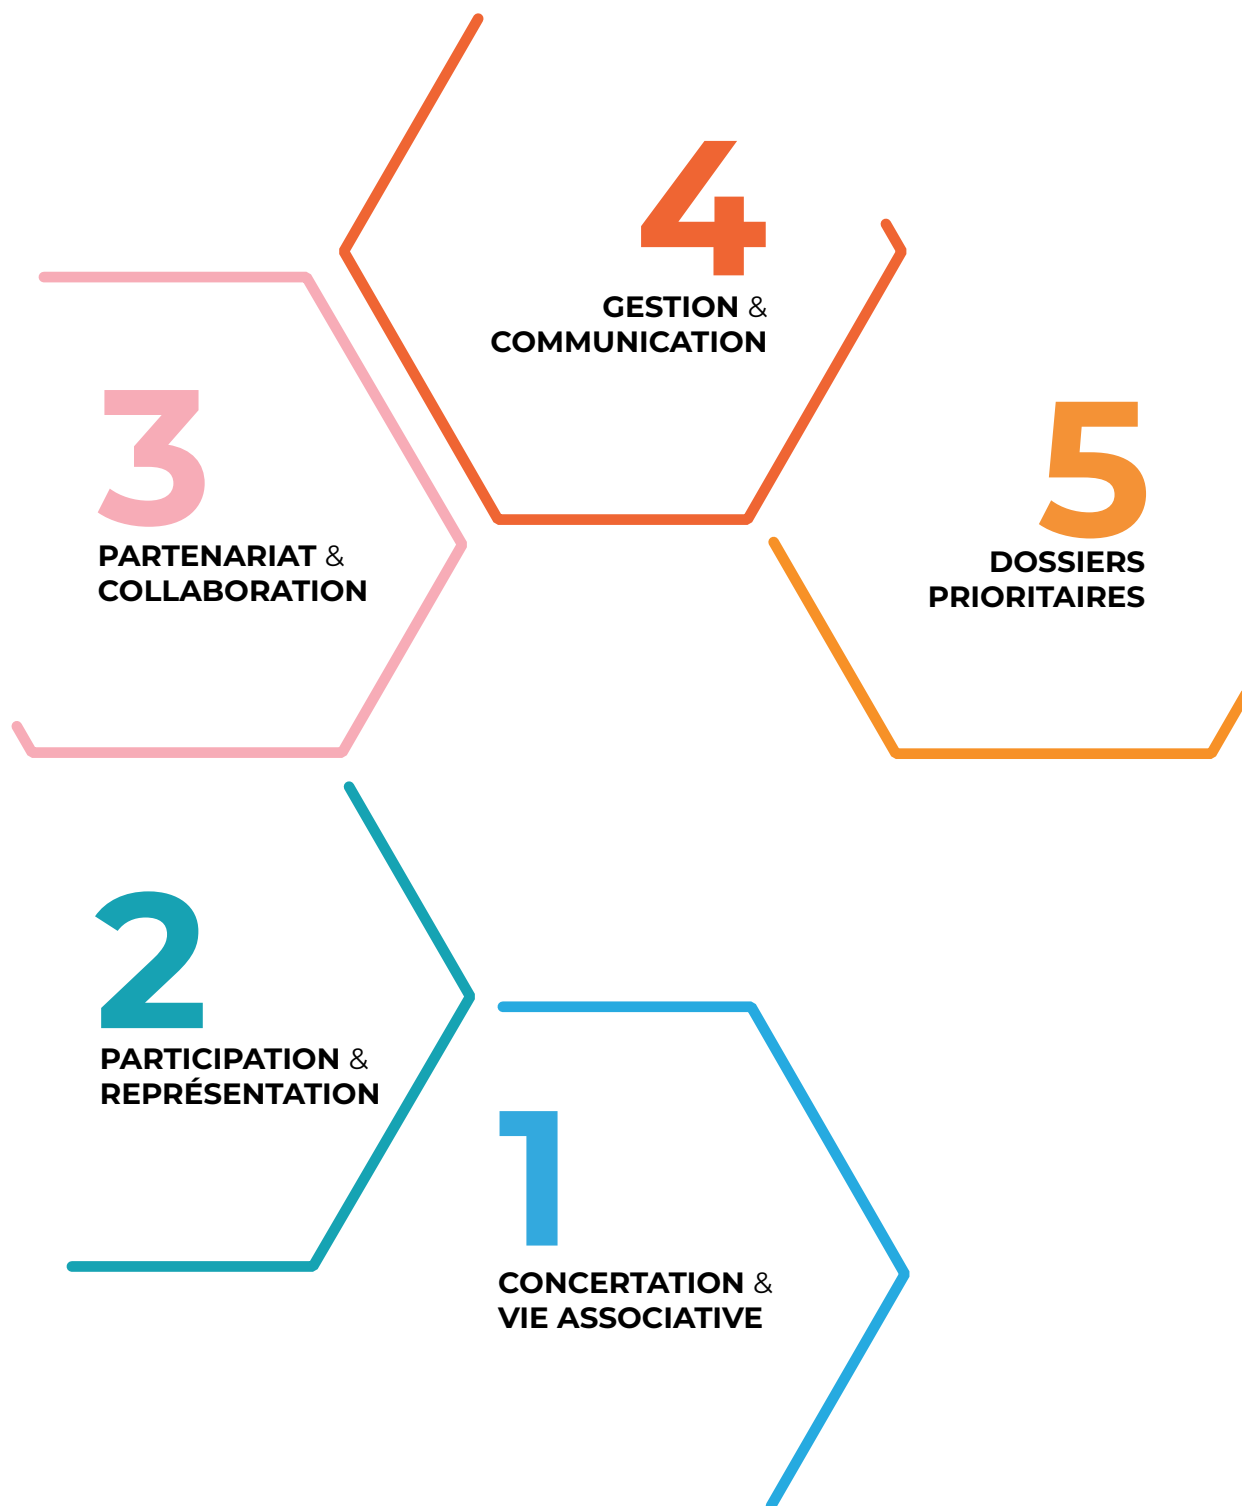 4
GESTION &
COMMUNICATION
3
PARTENARIAT &
COLLABORATION
5
DOSSIERS
PRIORITAIRES
2
PARTICIPATION &
REPRÉSENTATION
1
CONCERTATION &
VIE ASSOCIATIVE